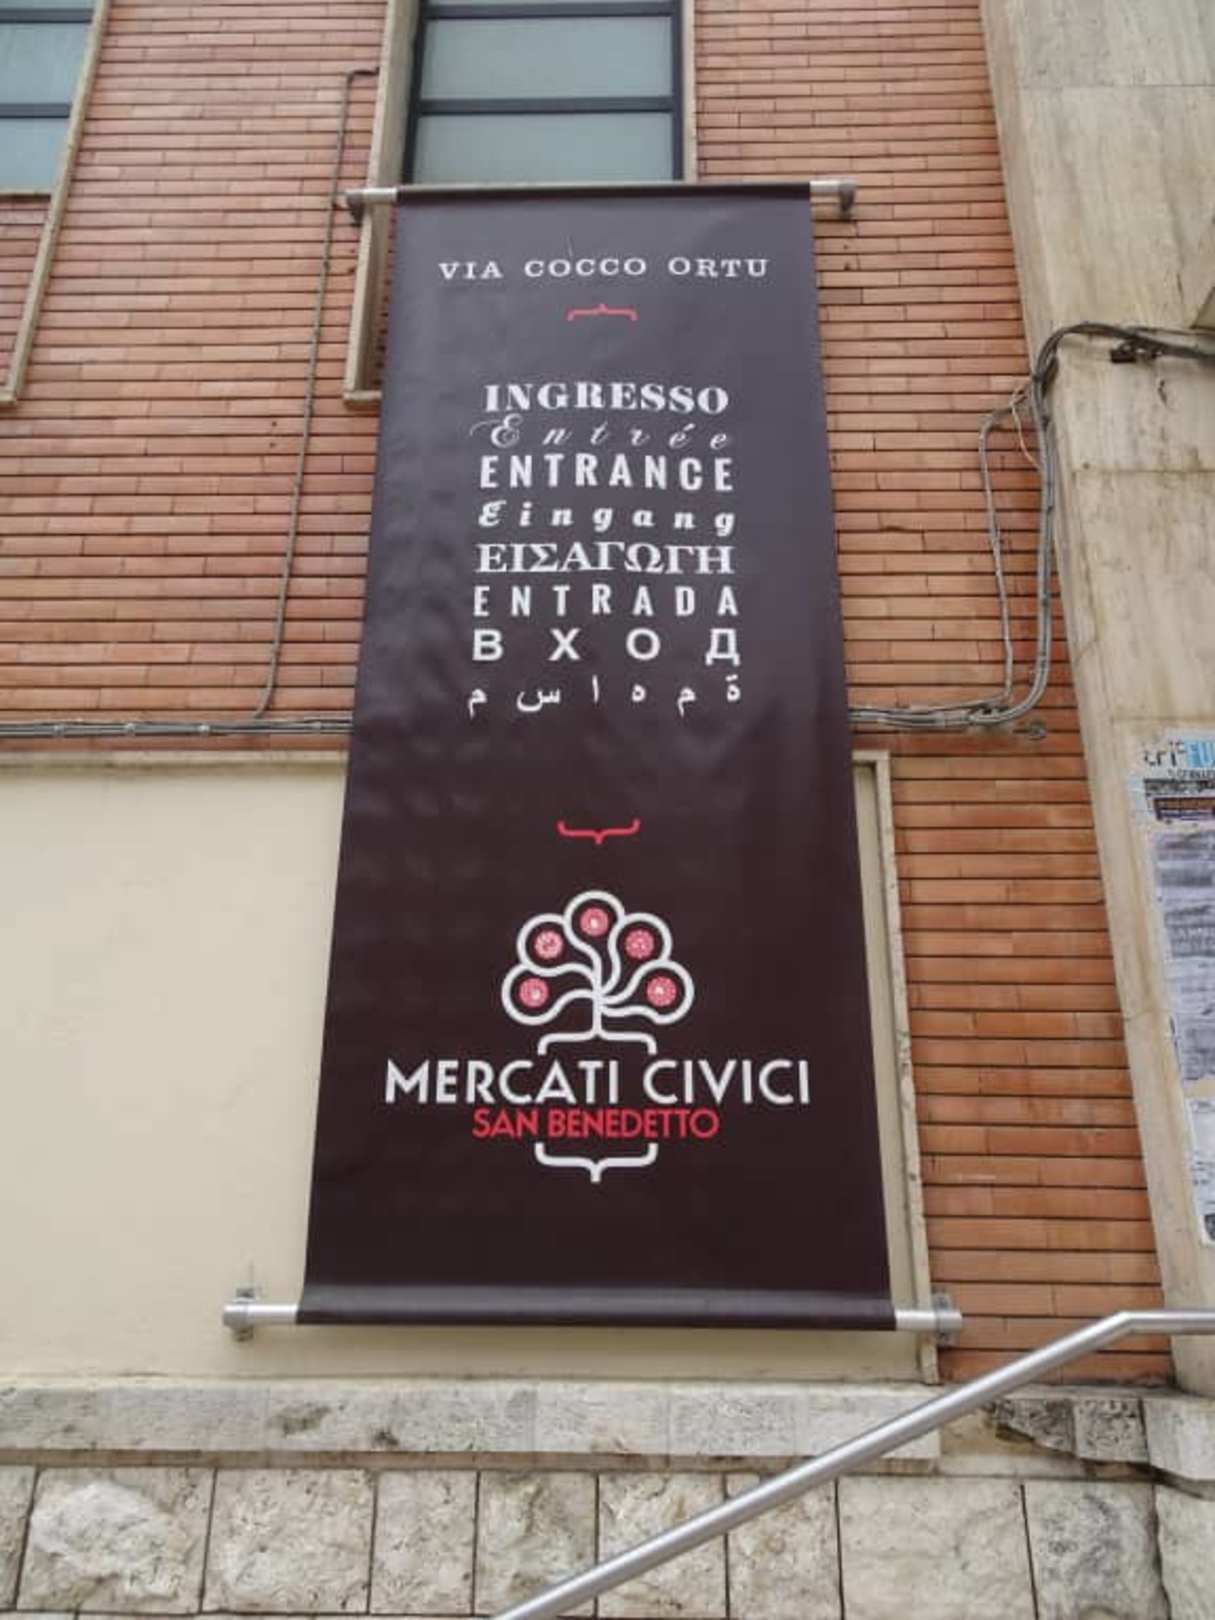 VIA COCCO ORTU
INGRESSO
Entrée
ENTRANCE
Eingang
ΕΙΣΑΓΩΓΗ
ENTRADA
ВХОД
ة م ه ا س م
MERCATI CIVICI
SAN BENEDETTO